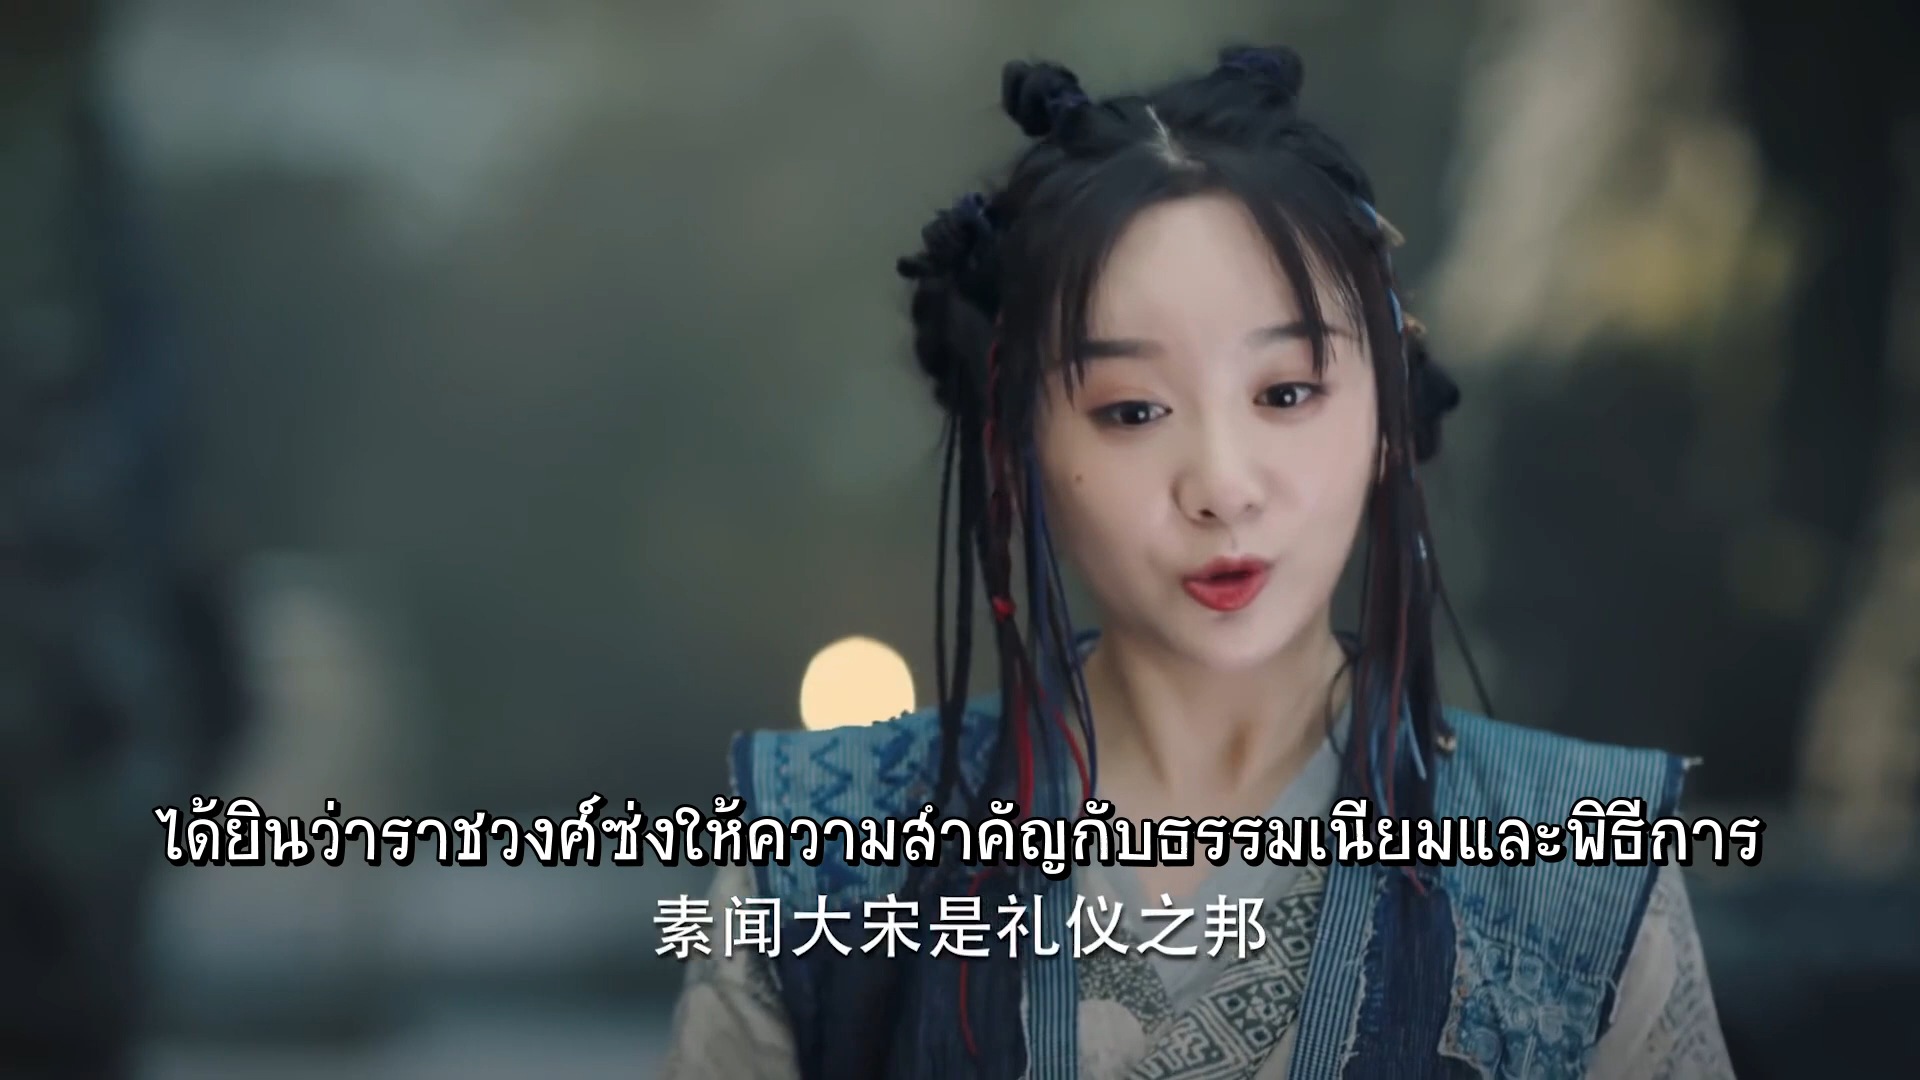 ได้ยินว่าราชวงศ์ซ่งให้ความสำคัญกับธรรมเนียมและพิธีการ
素闻大宋是礼仪之邦